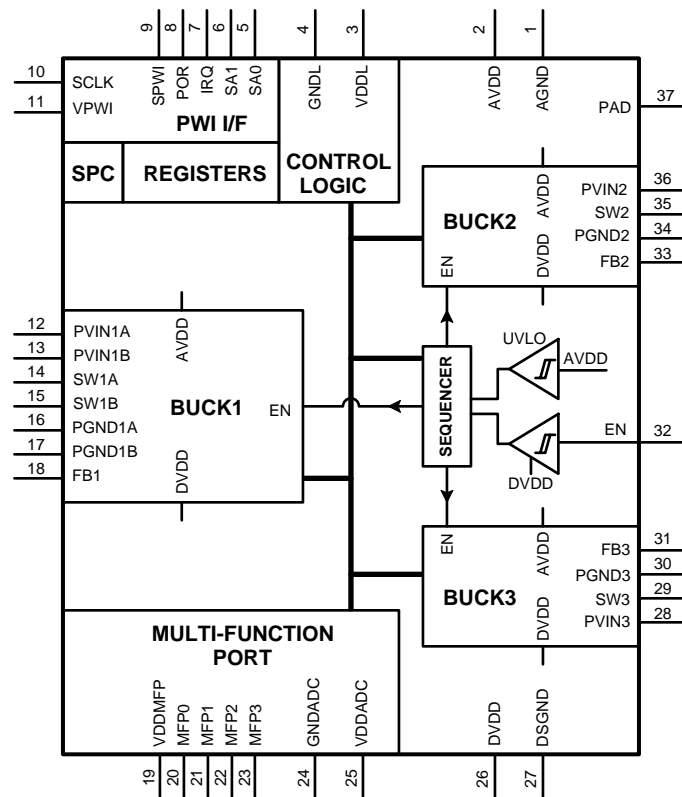 9
8
7
6
5
4
3
2
1
10
SCLK
11
VPWI
SPWI
POR
IRQ
SA1
SA0
GNDL
VDDL
AVDD
AGND
PAD
37
PWI I/F
SPC
REGISTERS
CONTROL
LOGIC
BUCK2
AVDD
DVDD
EN
PVIN2
36
SW2
35
PGND2
34
FB2
33
12
PVIN1A
13
PVIN1B
14
SW1A
15
SW1B
16
PGND1A
17
PGND1B
18
FB1
AVDD
BUCK1
EN
DVDD
SEQUENCER
UVLO
AVDD
EN
32
DVDD
EN
AVDD
BUCK3
DVDD
FB3
31
PGND3
30
SW3
29
PVIN3
28
MULTI-FUNCTION
PORT
VDDMFP
MFP0
MFP1
MFP2
MFP3
GNDADC
VDDADC
DVDD
DSGND
19
20
21
22
23
24
25
26
27